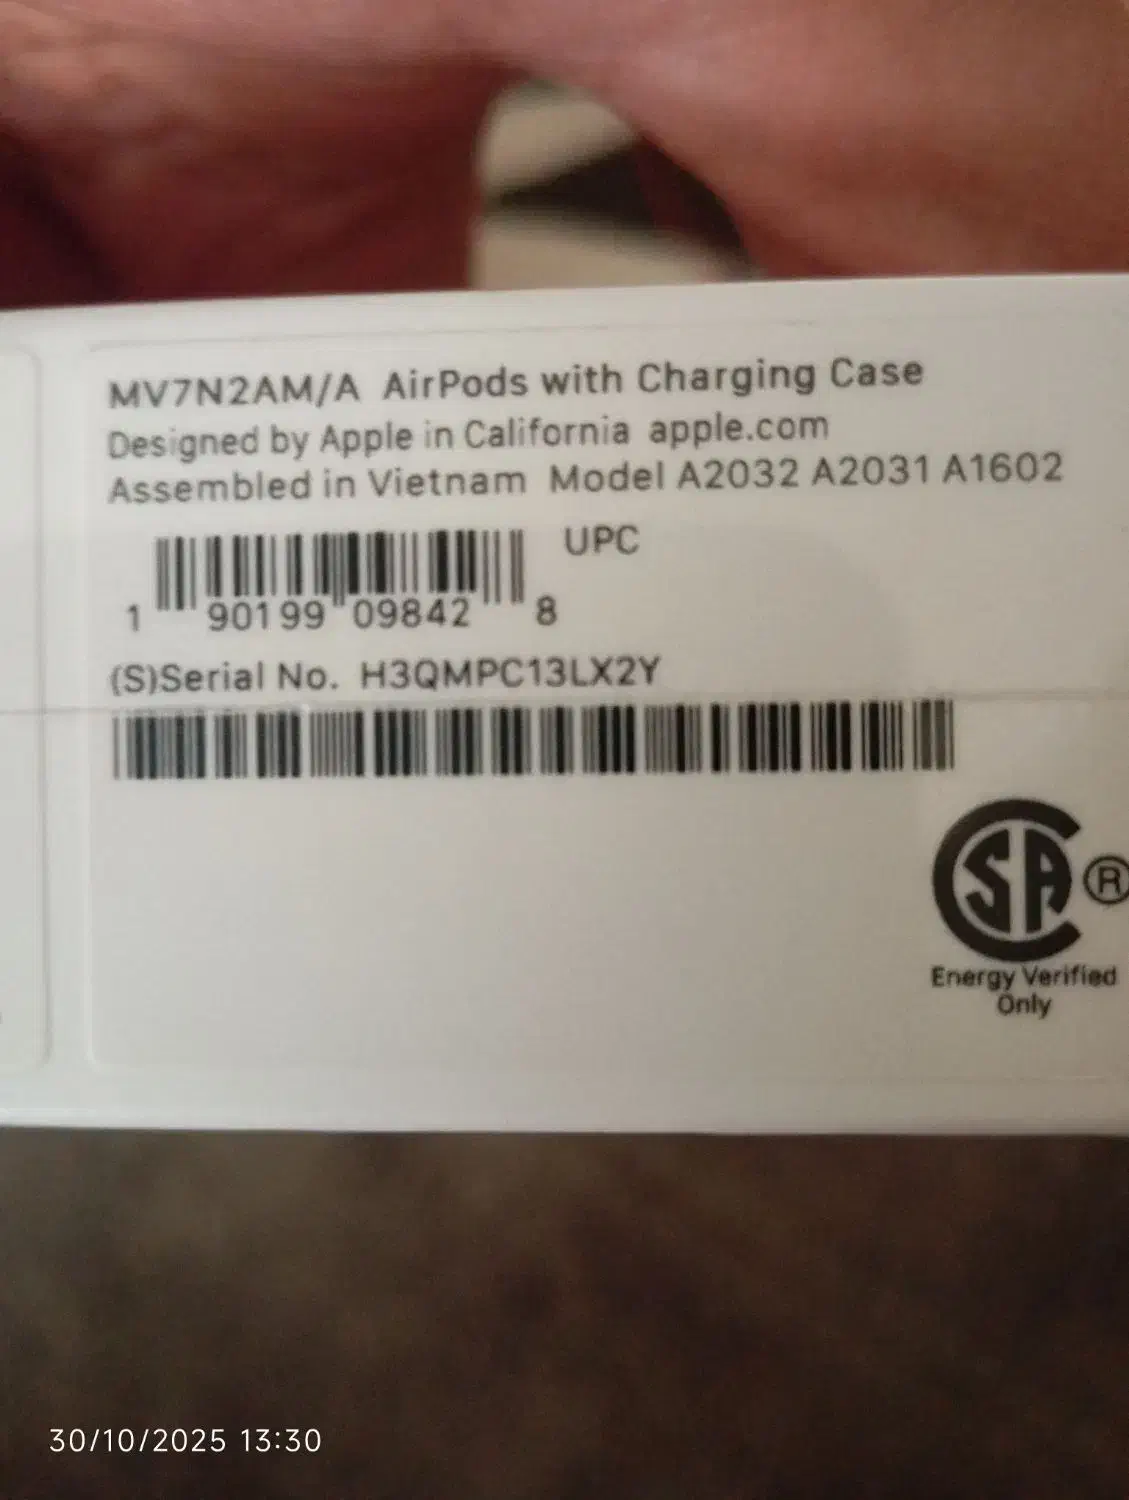 MV7N2AM/A AirPods with Charging Case
Designed by Apple in California apple.com
Assembled in Vietnam Model A2032 A2031 A1602
UPC
1 90199 09842 8
(S)Serial No. H3QMPC13LX2Y
CSA ®
Energy Verified
Only
30/10/2025 13:30